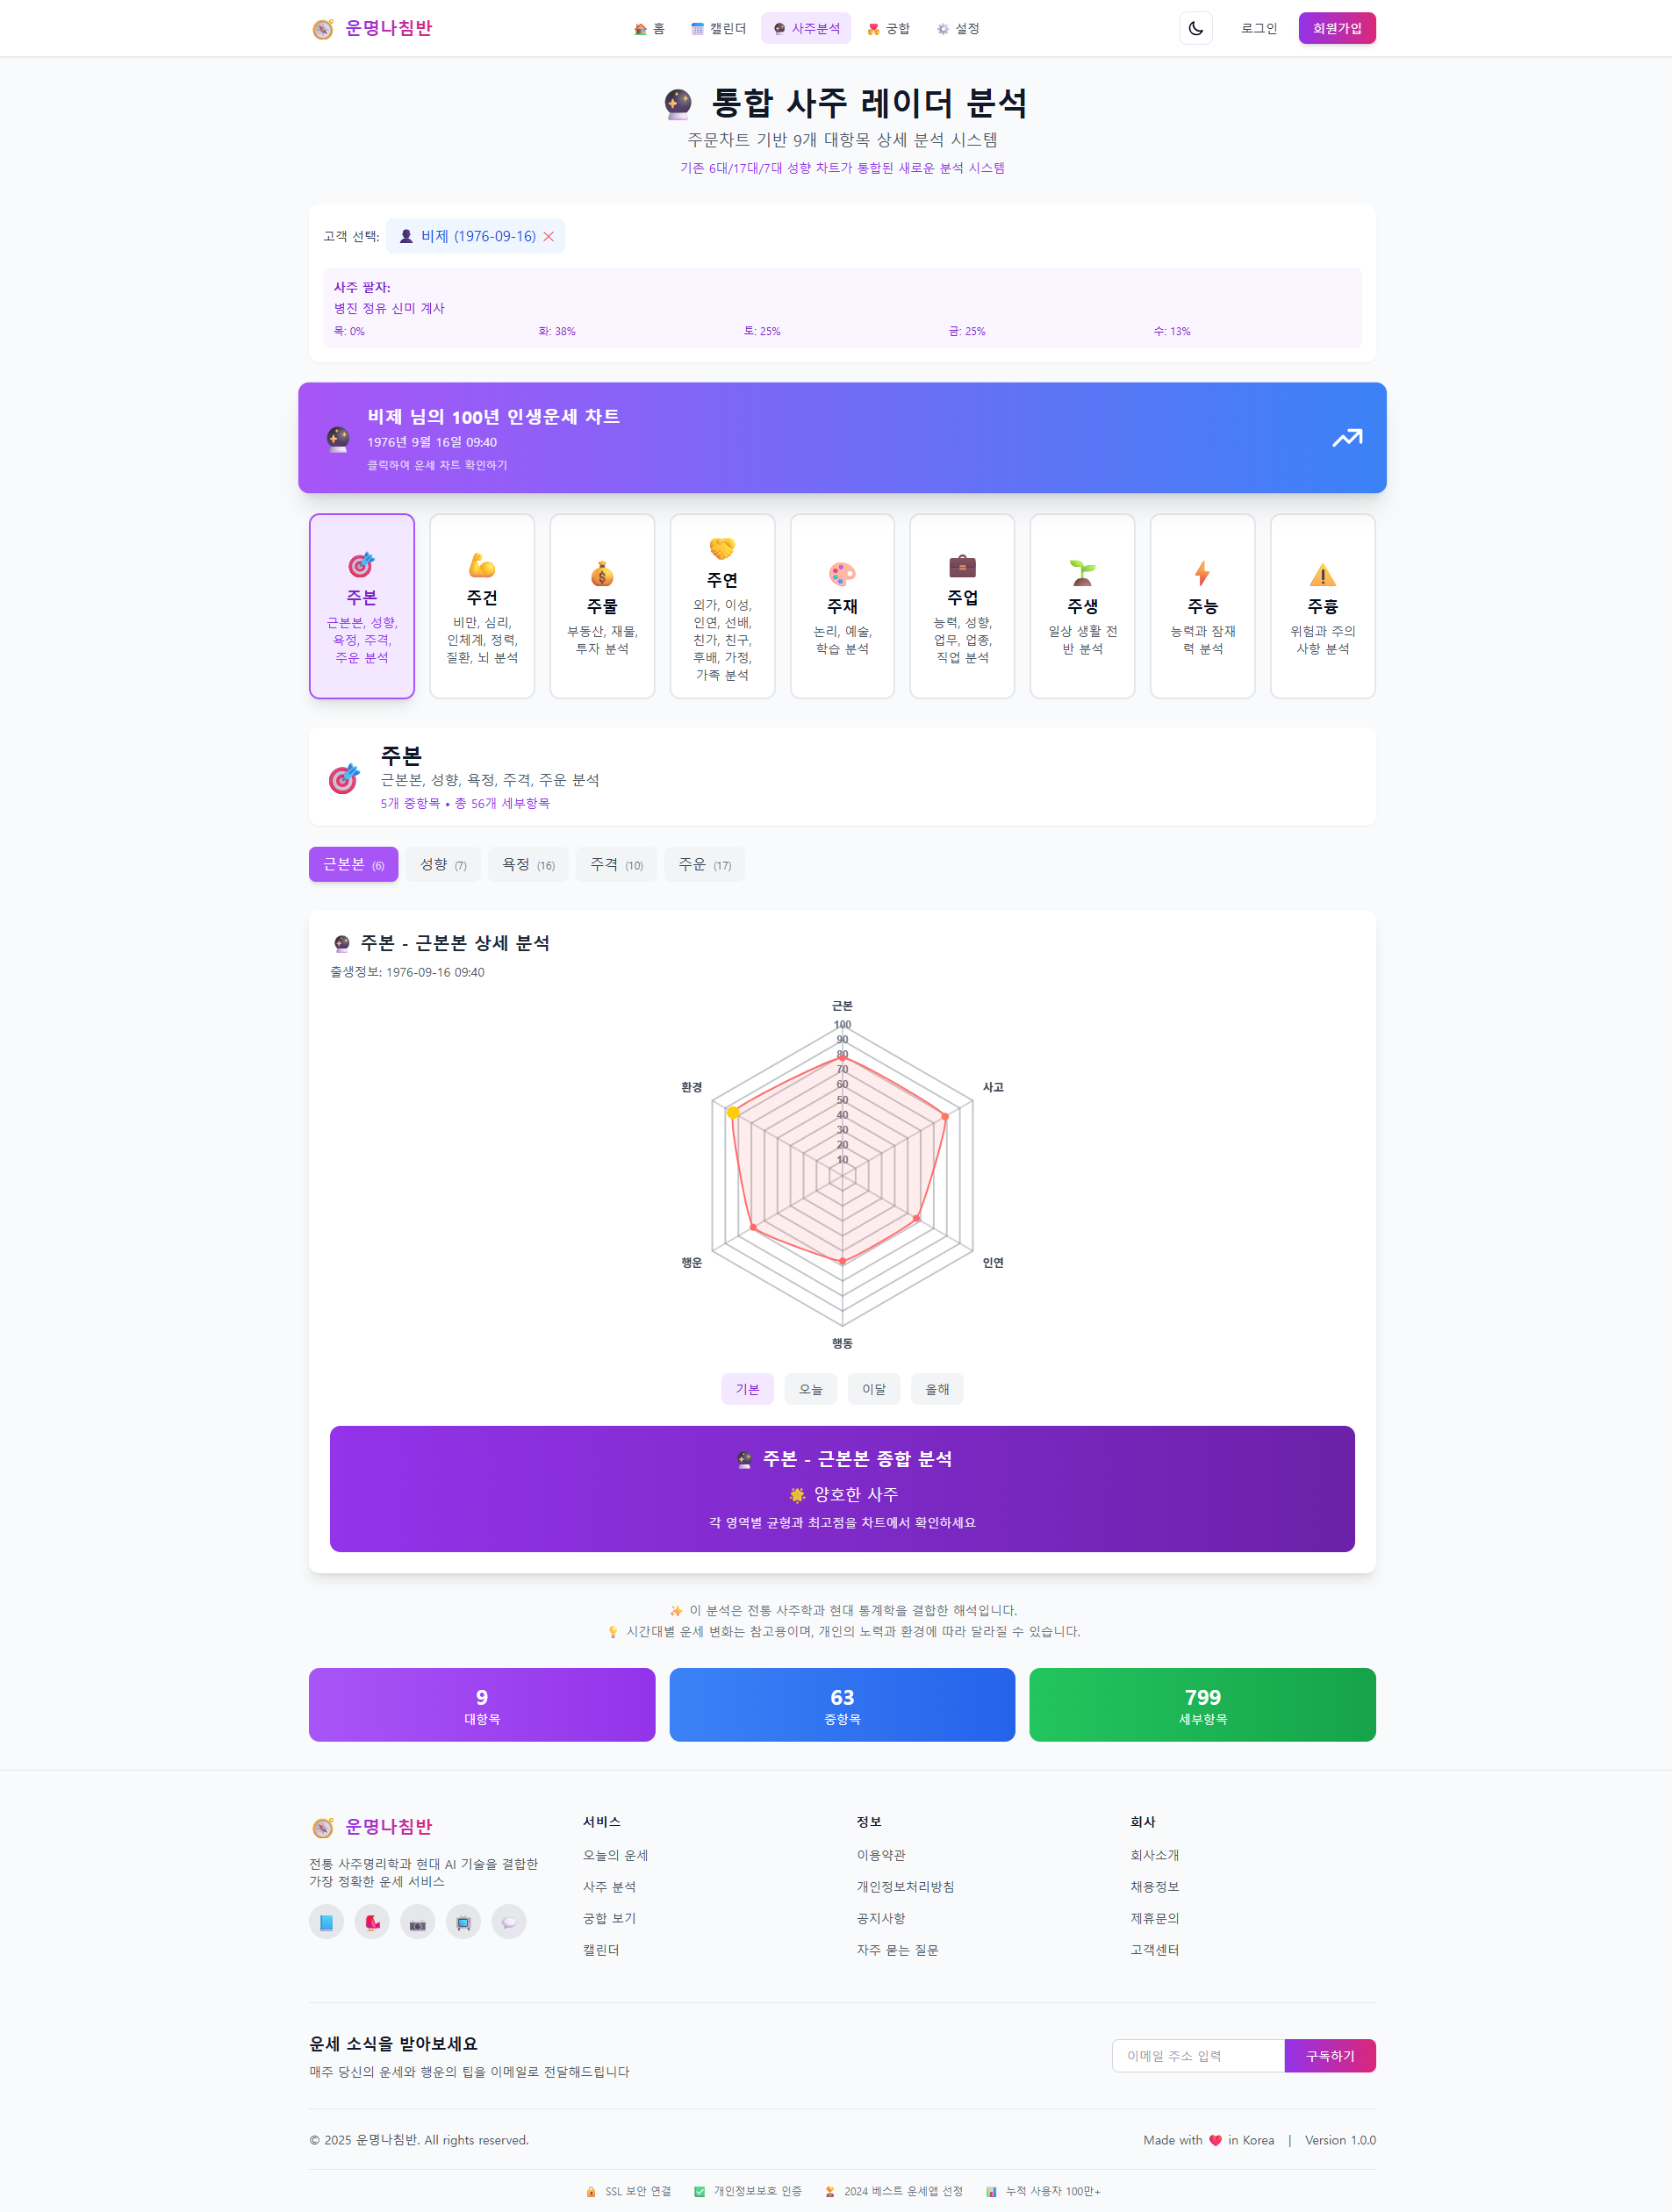 운명나침반
홈
캘린더
사주분석
궁합
설정
로그인
회원가입
통합 사주 레이더 분석
주문차트 기반 9개 대항목 상세 분석 시스템
기존 6대/17대/7대 성향 차트가 통합된 새로운 분석 시스템
고객 선택: 비제 (1976-09-16)
사주 팔자:
병진 정유 신미 계사
목: 0% 화: 38% 토: 25% 금: 25% 수: 13%
비제 님의 100년 인생운세 차트
1976년 9월 16일 09:40
클릭하여 운세 차트 확인하기
주본
근본본, 성향,
욕정, 주격,
주운 분석
주건
비만, 심리,
인체계, 정력,
질환, 뇌 분석
주물
부동산, 재물,
투자 분석
주연
외가, 이성,
인연, 선배,
친가, 친구,
후배, 가정,
가족 분석
주재
논리, 예술,
학습 분석
주업
능력, 성향,
업무, 업종,
직업 분석
주생
일상 생활 전
반 분석
주능
능력과 잠재
력 분석
주흉
위험과 주의
사항 분석
주본
근본본, 성향, 욕정, 주격, 주운 분석
5개 중항목 • 총 56개 세부항목
근본본 (6)
성향 (7)
욕정 (16)
주격 (10)
주운 (17)
주본 - 근본본 상세 분석
출생정보: 1976-09-16 09:40
근본
100
90
80
70
60
50
40
30
20
10
환경
사고
행운
인연
행동
기본
오늘
이달
올해
주본 - 근본본 종합 분석
양호한 사주
각 영역별 균형과 최고점을 차트에서 확인하세요
이 분석은 전통 사주학과 현대 통계학을 결합한 해석입니다.
시간대별 운세 변화는 참고용이며, 개인의 노력과 환경에 따라 달라질 수 있습니다.
9
대항목
63
중항목
799
세부항목
운명나침반
전통 사주명리학과 현대 AI 기술을 결합한
가장 정확한 운세 서비스
서비스
오늘의 운세
사주 분석
궁합 보기
캘린더
정보
이용약관
개인정보처리방침
공지사항
자주 묻는 질문
회사
회사소개
채용정보
제휴문의
고객센터
운세 소식을 받아보세요
매주 당신의 운세와 행운의 팁을 이메일로 전달해드립니다
이메일 주소 입력
구독하기
© 2025 운명나침반. All rights reserved.
Made with ❤️ in Korea | Version 1.0.0
SSL 보안 연결
개인정보보호 인증
2024 베스트 운세앱 선정
누적 사용자 100만+